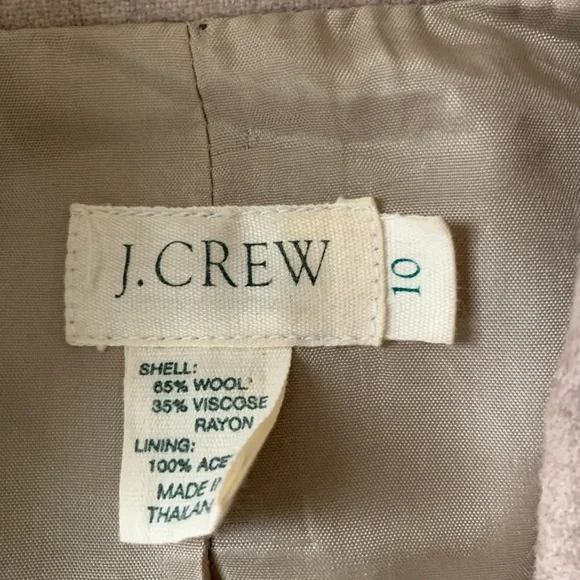 J.CREW
10
SHELL:
65% WOOL
35% VISCOSE
RAYON
LINING:
100% ACE
MADE I
THAILAN